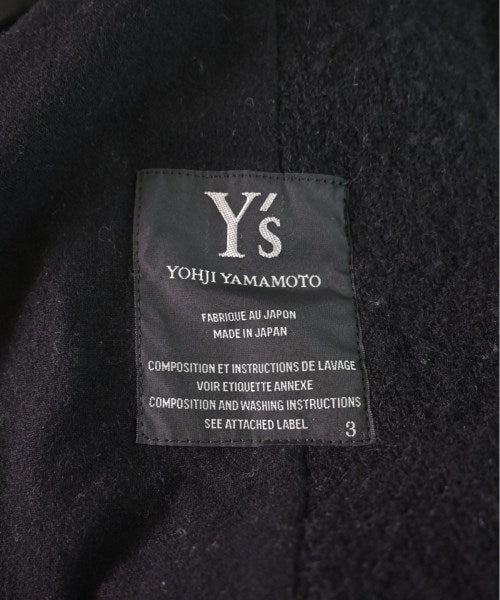 Y's
YOHJI YAMAMOTO
FABRIQUE AU JAPON
MADE IN JAPAN
COMPOSITION ET INSTRUCTIONS DE LAVAGE
VOIR ETIQUETTE ANNEXE
COMPOSITION AND WASHING INSTRUCTIONS
SEE ATTACHED LABEL
3